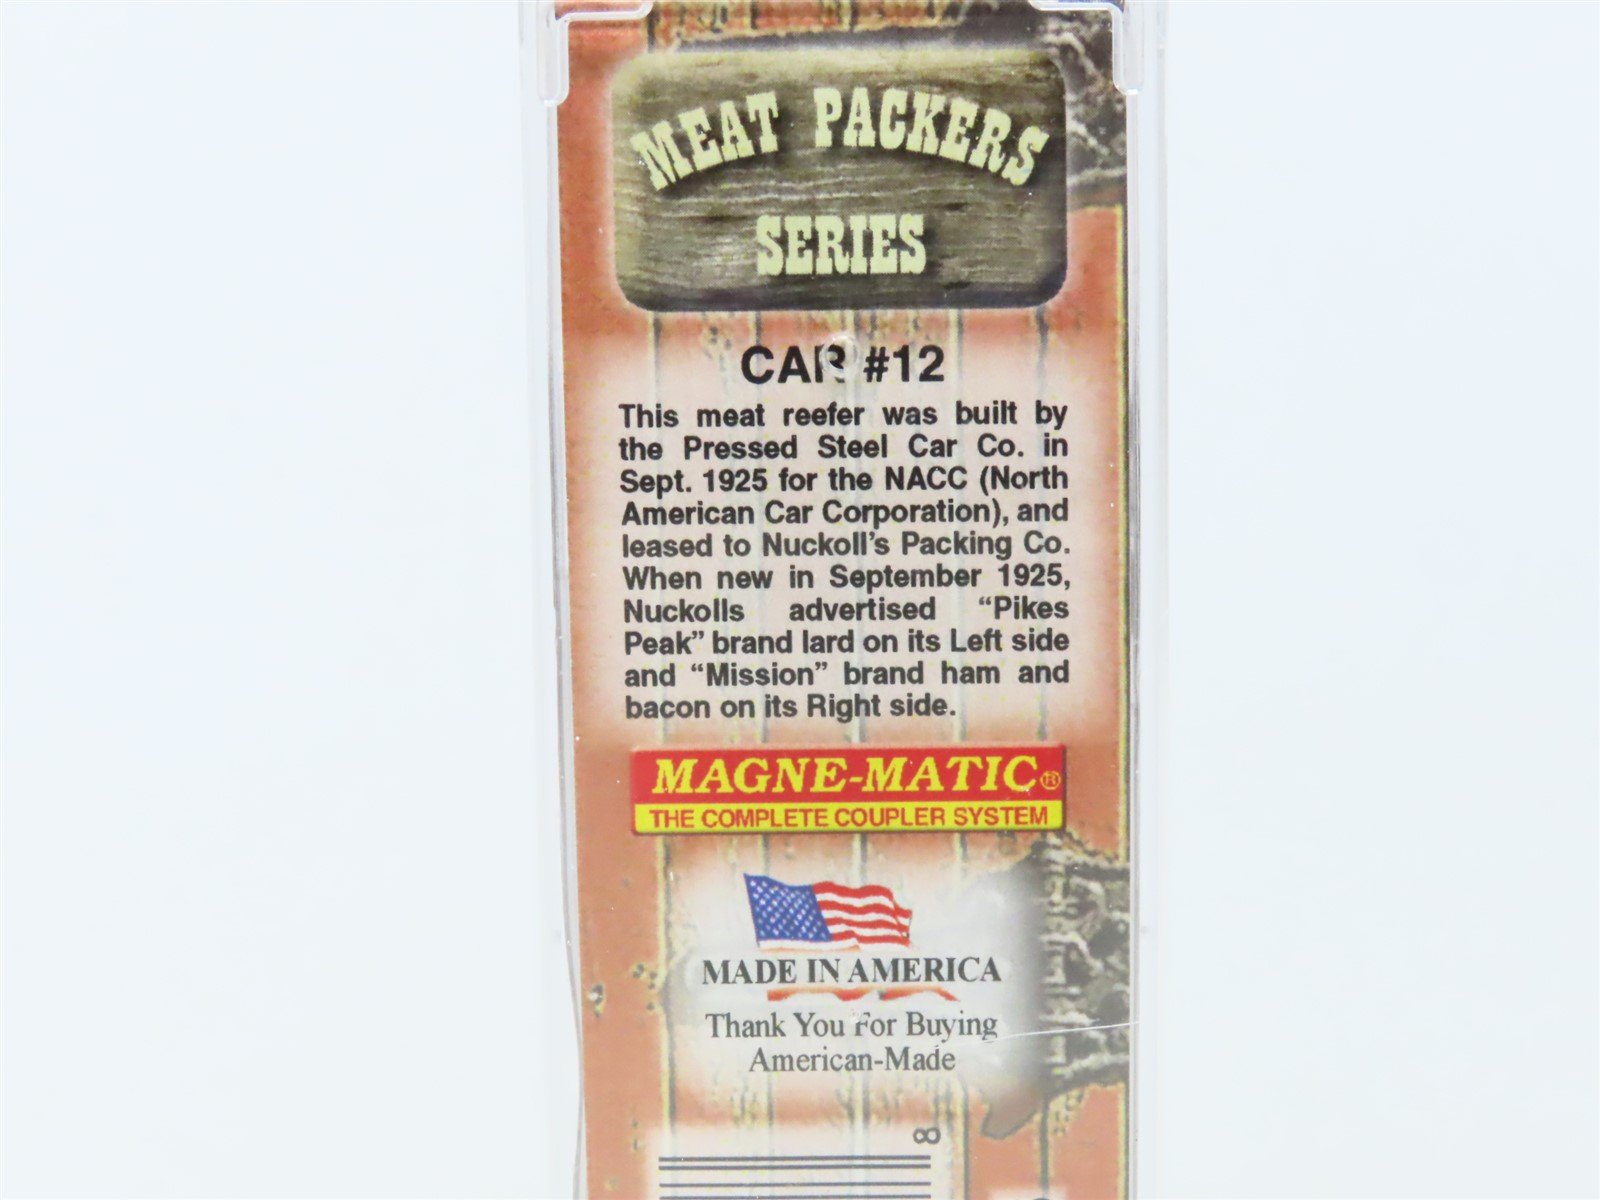 MEAT PACKERS
SERIES
CAR #12
This meat reefer was built by
the Pressed Steel Car Co. in
Sept. 1925 for the NACC (North
American Car Corporation), and
leased to Nuckoll's Packing Co.
When new in September 1925,
Nuckolls advertised “Pikes
Peak” brand lard on its Left side
and “Mission” brand ham and
bacon on its Right side.
MAGNE-MATIC®
THE COMPLETE COUPLER SYSTEM
MADE IN AMERICA
Thank You For Buying
American-Made
8